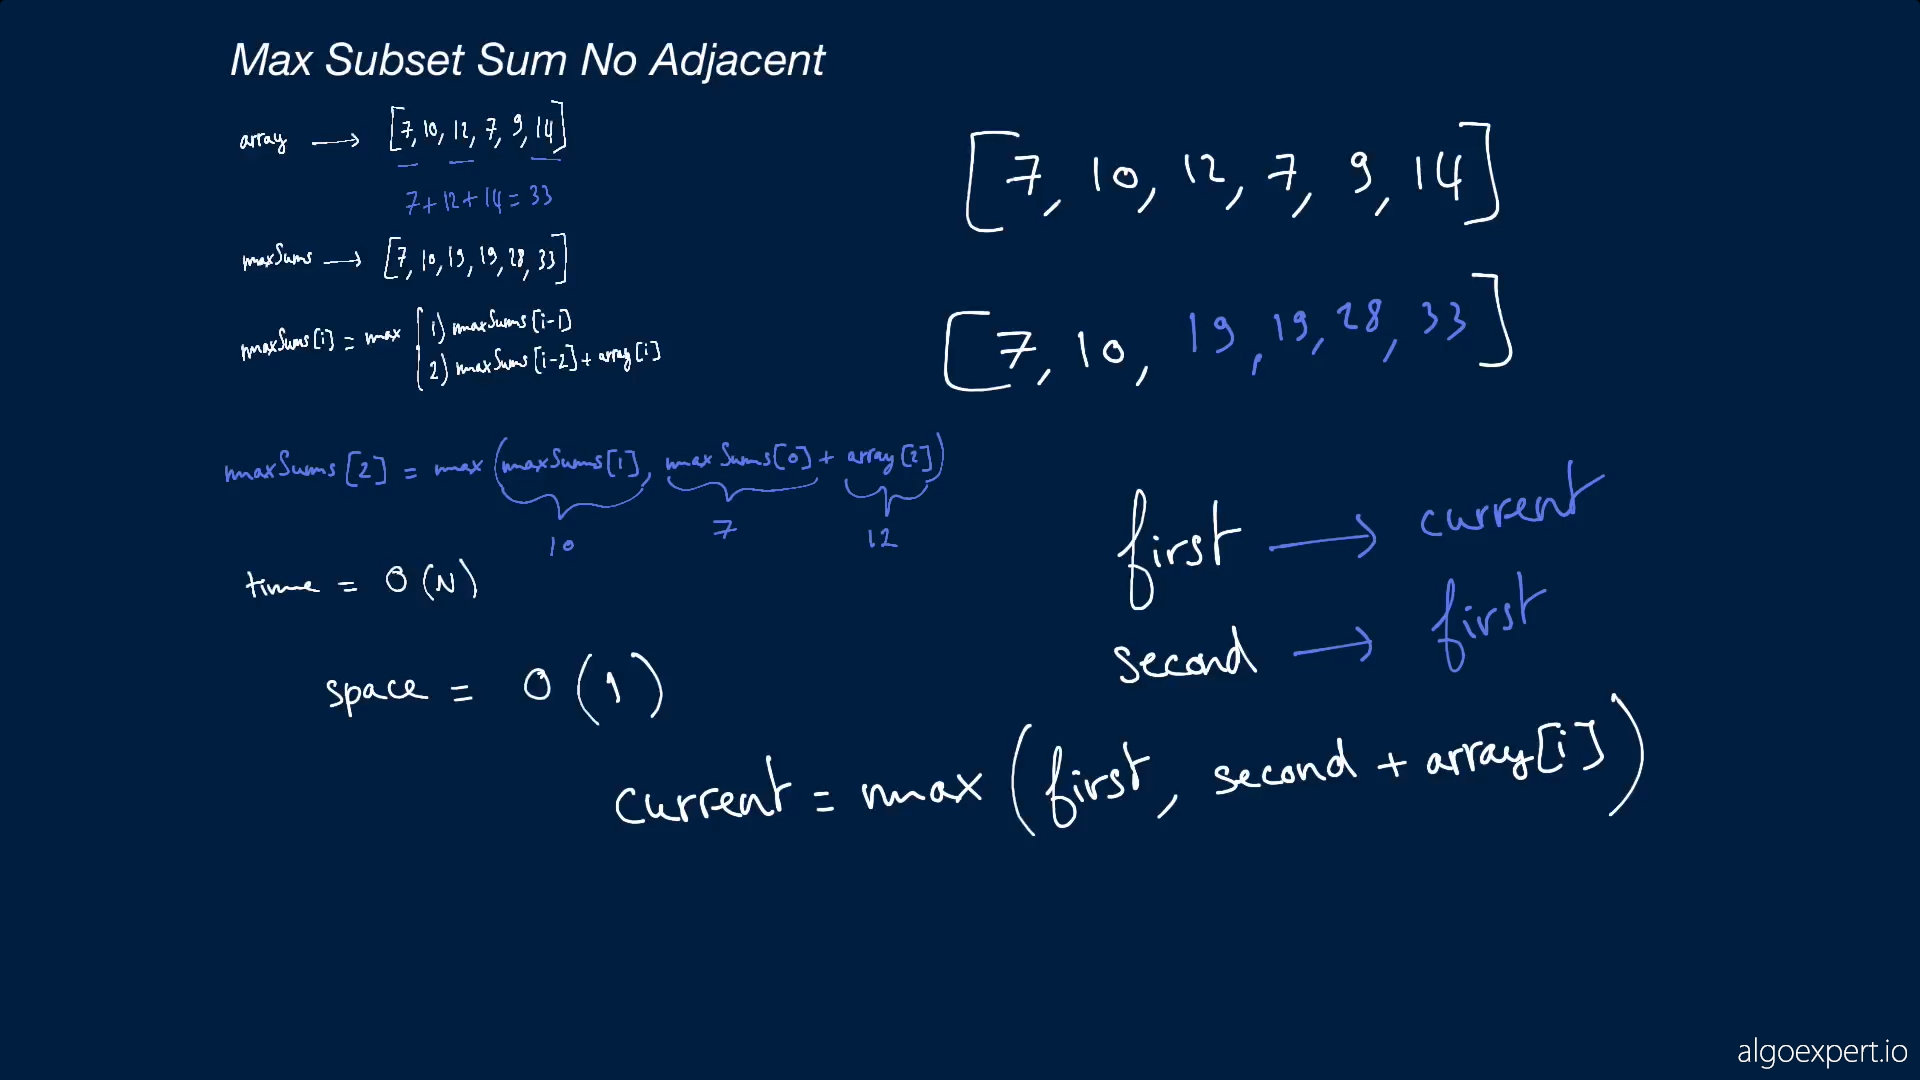 Max Subset Sum No Adjacent
array → [7, 10, 12, 7, 9, 14]
7 + 12 + 14 = 33
maxSums → [7, 10, 19, 19, 28, 33]
maxSums[i] = max { 1) maxSums[i-1]
2) maxSums[i-2] + array[i]
maxSums[2] = max(maxSums[1], maxSums[0] + array[2])
10 7 12
time = O(N)
space = O(1)
[7, 10, 12, 7, 9, 14]
[7, 10, 19, 19, 28, 33]
first → current
second → first
current = max(first, second + array[i])
algoexpert.io